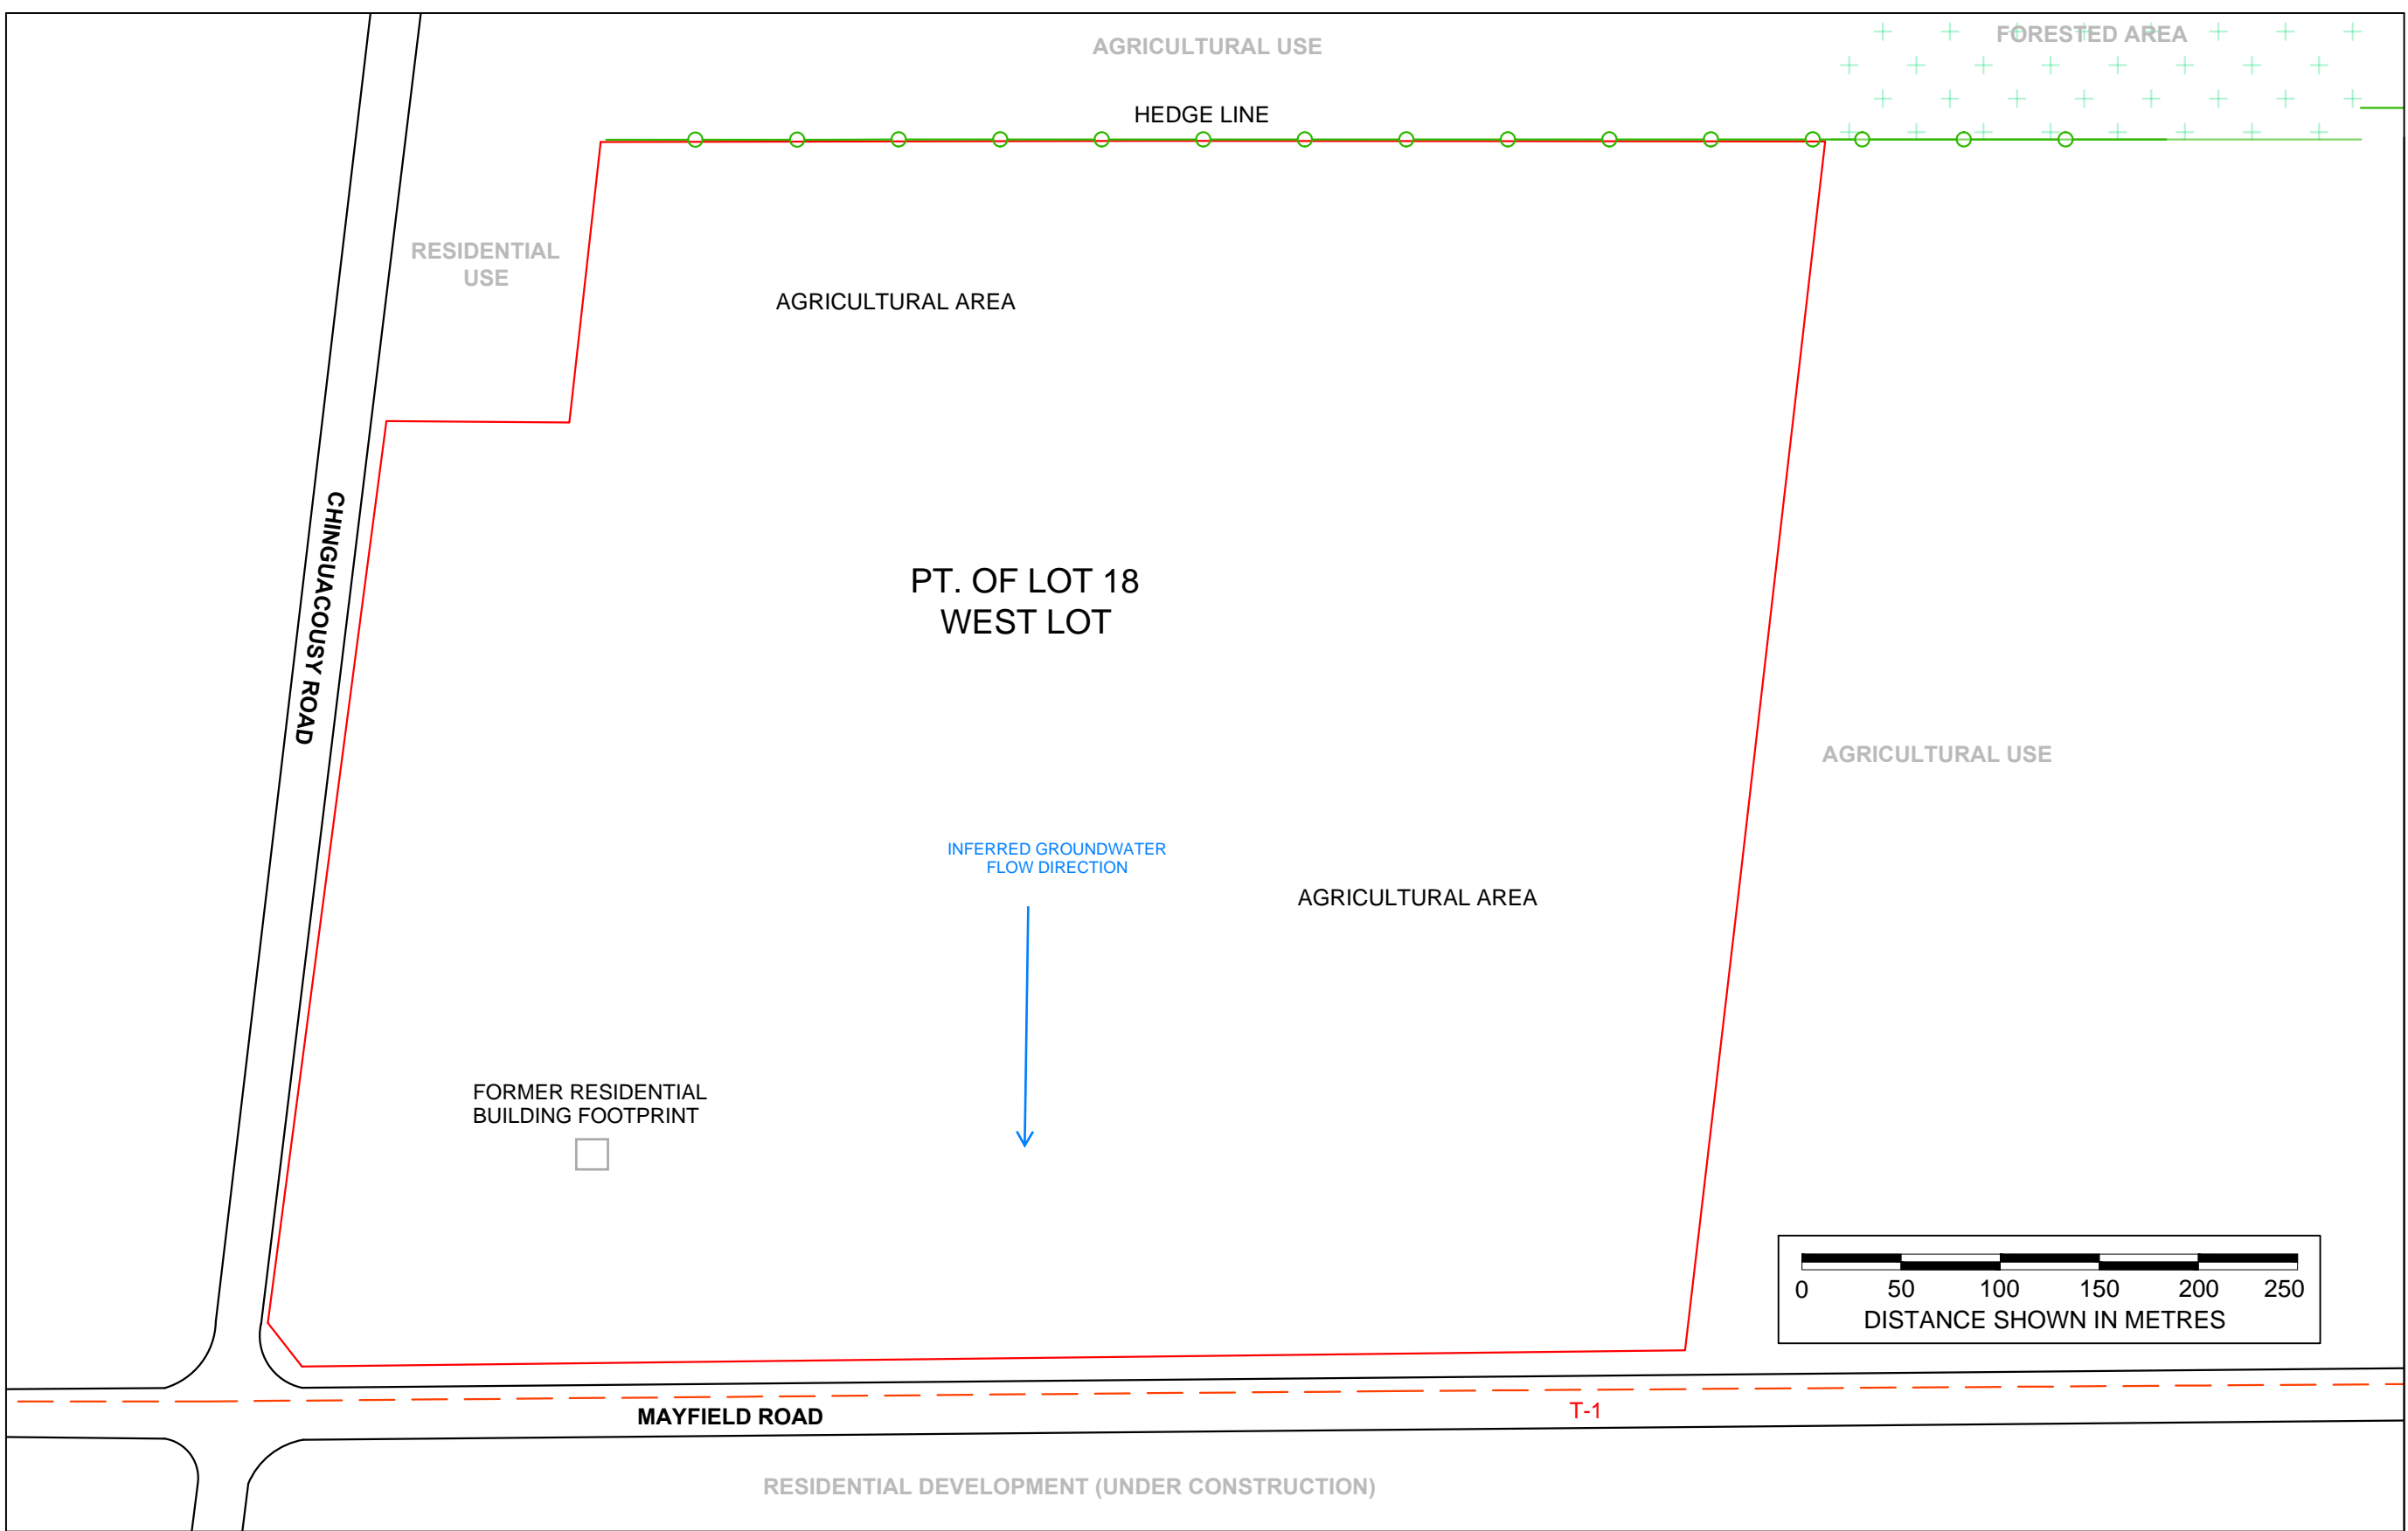 AGRICULTURAL USE
FORESTED AREA
HEDGE LINE
RESIDENTIAL
USE
AGRICULTURAL AREA
CHINGUACOUSY ROAD
PT. OF LOT 18
WEST LOT
AGRICULTURAL USE
INFERRED GROUNDWATER
FLOW DIRECTION
AGRICULTURAL AREA
FORMER RESIDENTIAL
BUILDING FOOTPRINT
0 50 100 150 200 250
DISTANCE SHOWN IN METRES
MAYFIELD ROAD
T-1
RESIDENTIAL DEVELOPMENT (UNDER CONSTRUCTION)